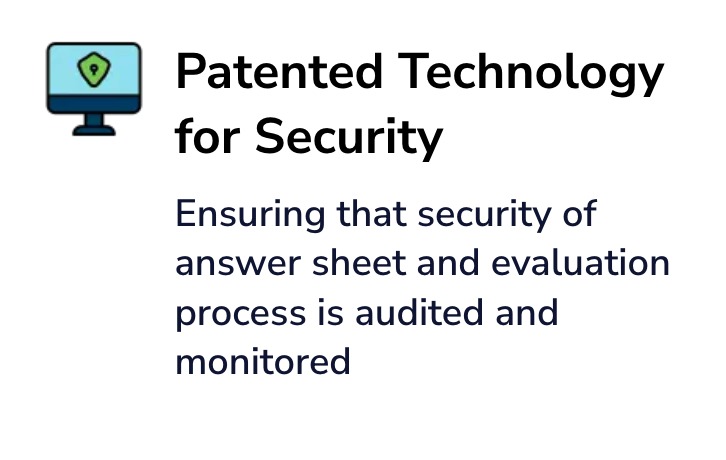 Patented Technology
for Security
Ensuring that security of
answer sheet and evaluation
process is audited and
monitored